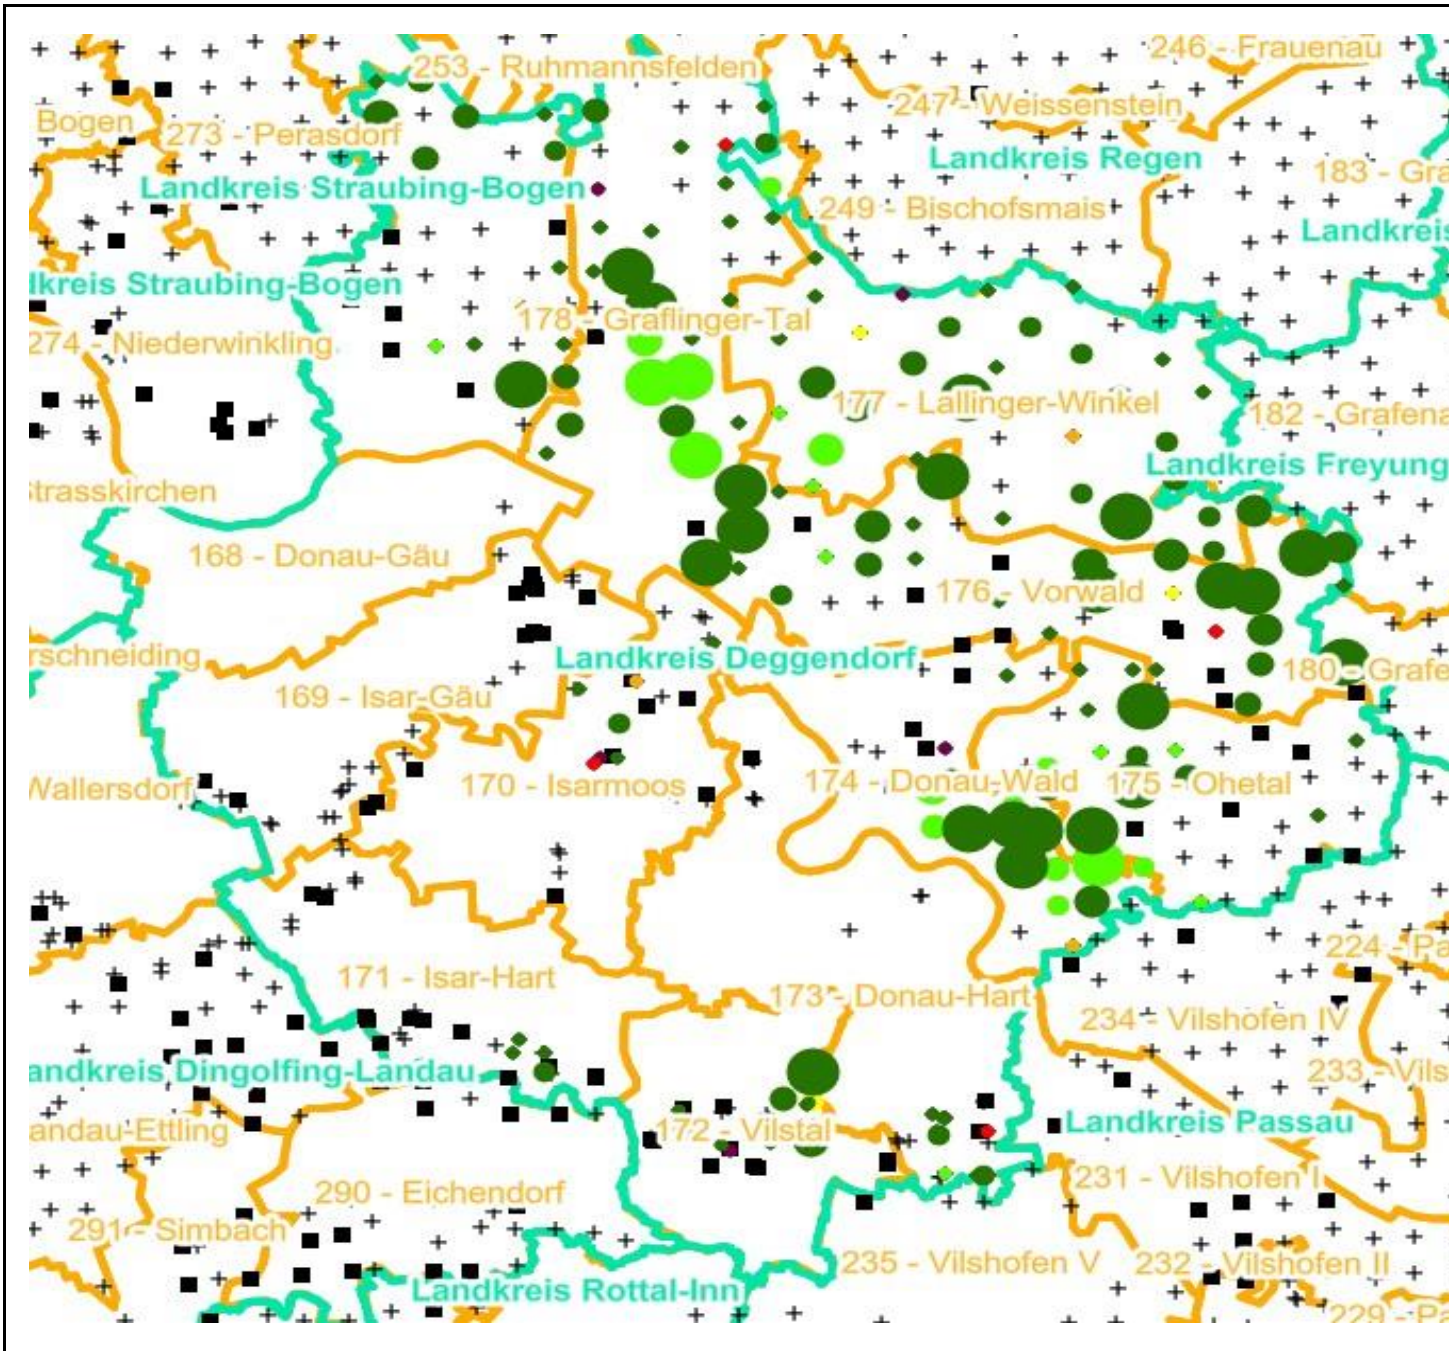 246 - Frauenau
253 - Ruhmannsfelden
247 - Weissenstein
Bogen
273 - Perasdorf
Landkreis Regen
183 - Gra
Landkreis Straubing-Bogen
249 - Bischofsmais
Landkreis
dkreis Straubing-Bogen
178 - Graflinger-Tal
274 - Niederwinkling
177 - Lallinger-Winkel
182 - Grafena
Landkreis Freyung
Strasskirchen
168 - Donau-Gäu
176 - Vorwald
rschneiding
Landkreis Deggendorf
180 - Grafe
169 - Isar-Gäu
Wallersdorf
170 - Isarmoos
174 - Donau-Wald
175 - Ohetal
224 - Pa
171 - Isar-Hart
173 - Donau-Hart
234 - Vilshofen IV
andkreis Dingolfing-Landau
233 - Vils
andau-Ettling
172 - Vilstal
Landkreis Passau
290 - Eichendorf
231 - Vilshofen I
291 - Simbach
235 - Vilshofen V
232 - Vilshofen II
Landkreis Rottal-Inn
229 - Pa